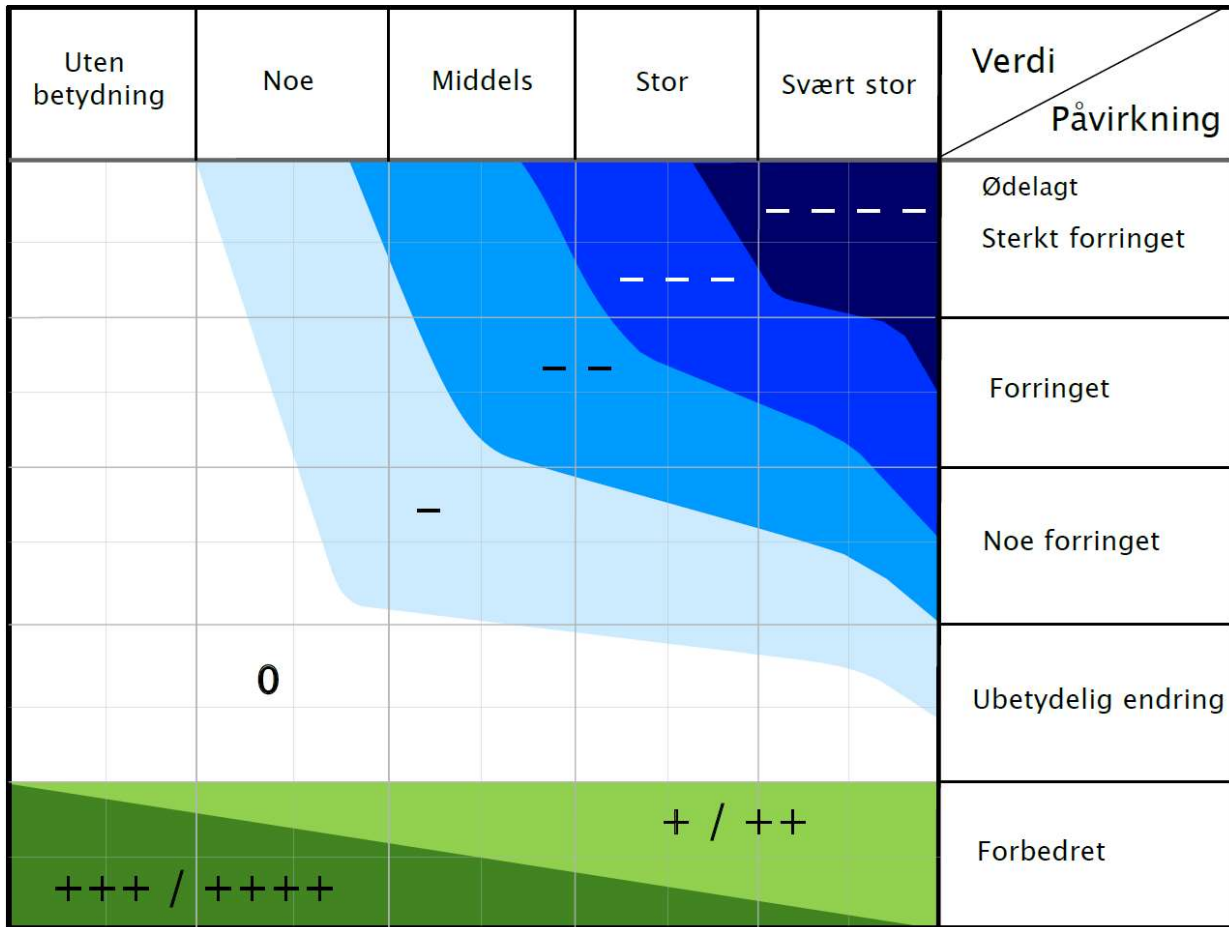 Uten
betydning
Noe
Middels
Stor
Svært stor
Verdi
Påvirkning
Ødelagt
Sterkt forringet
– – – –
– – –
– –
Forringet
–
Noe forringet
0
Ubetydelig endring
+ / ++
Forbedret
+++ / ++++